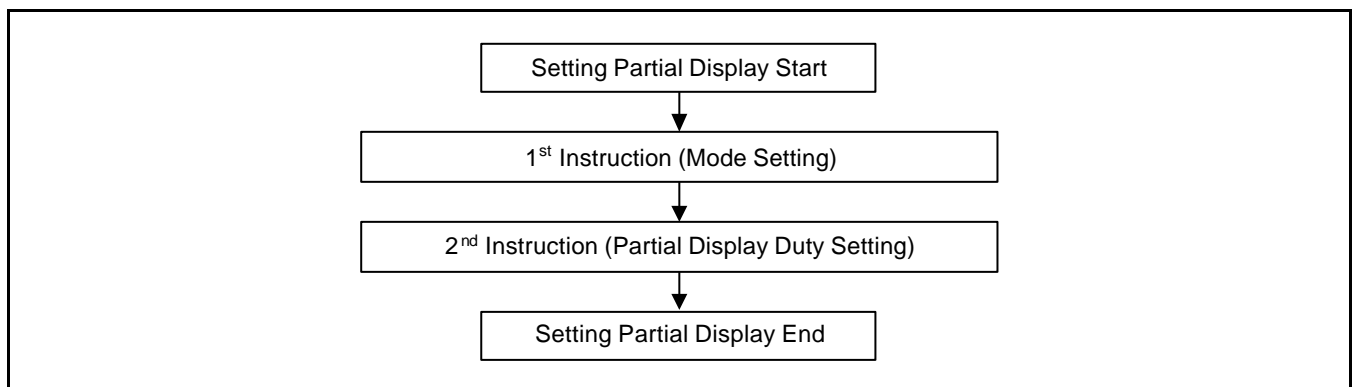 Setting Partial Display Start
1st Instruction (Mode Setting)
2nd Instruction (Partial Display Duty Setting)
Setting Partial Display End